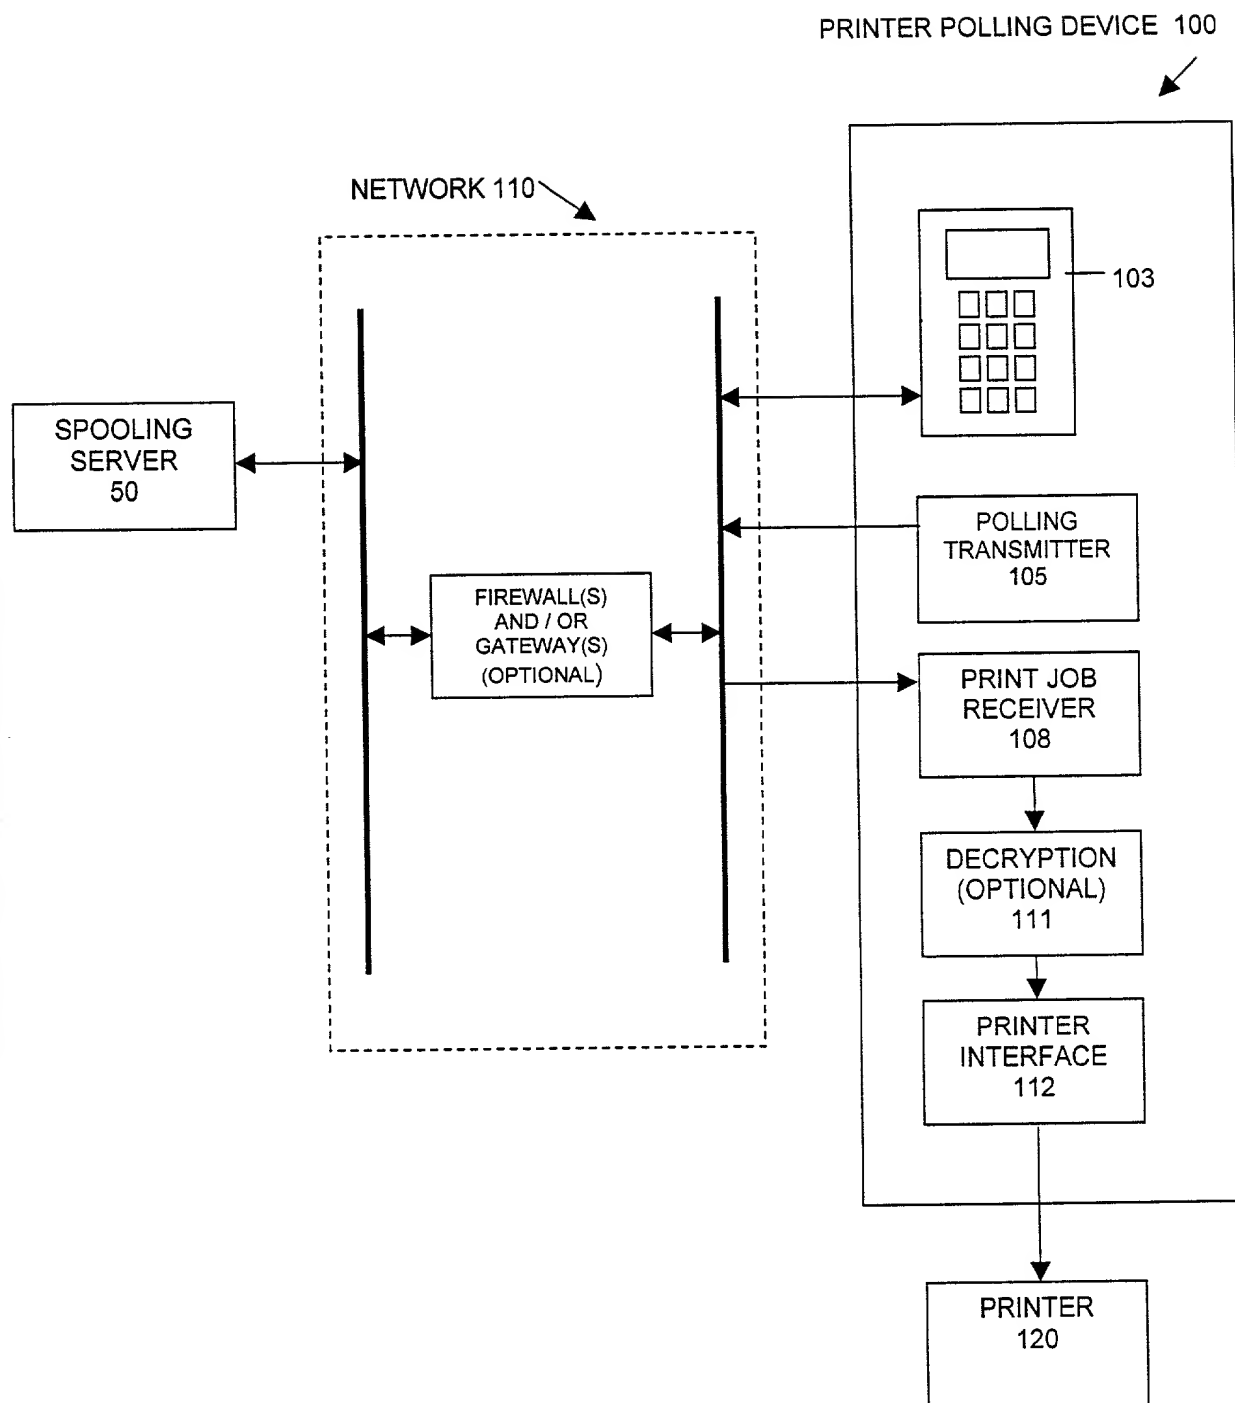 PRINTER POLLING DEVICE 100
NETWORK 110
103
SPOOLING
SERVER
50
POLLING
TRANSMITTER
105
FIREWALL(S)
AND / OR
GATEWAY(S)
(OPTIONAL)
PRINT JOB
RECEIVER
108
DECRYPTION
(OPTIONAL)
111
PRINTER
INTERFACE
112
PRINTER
120